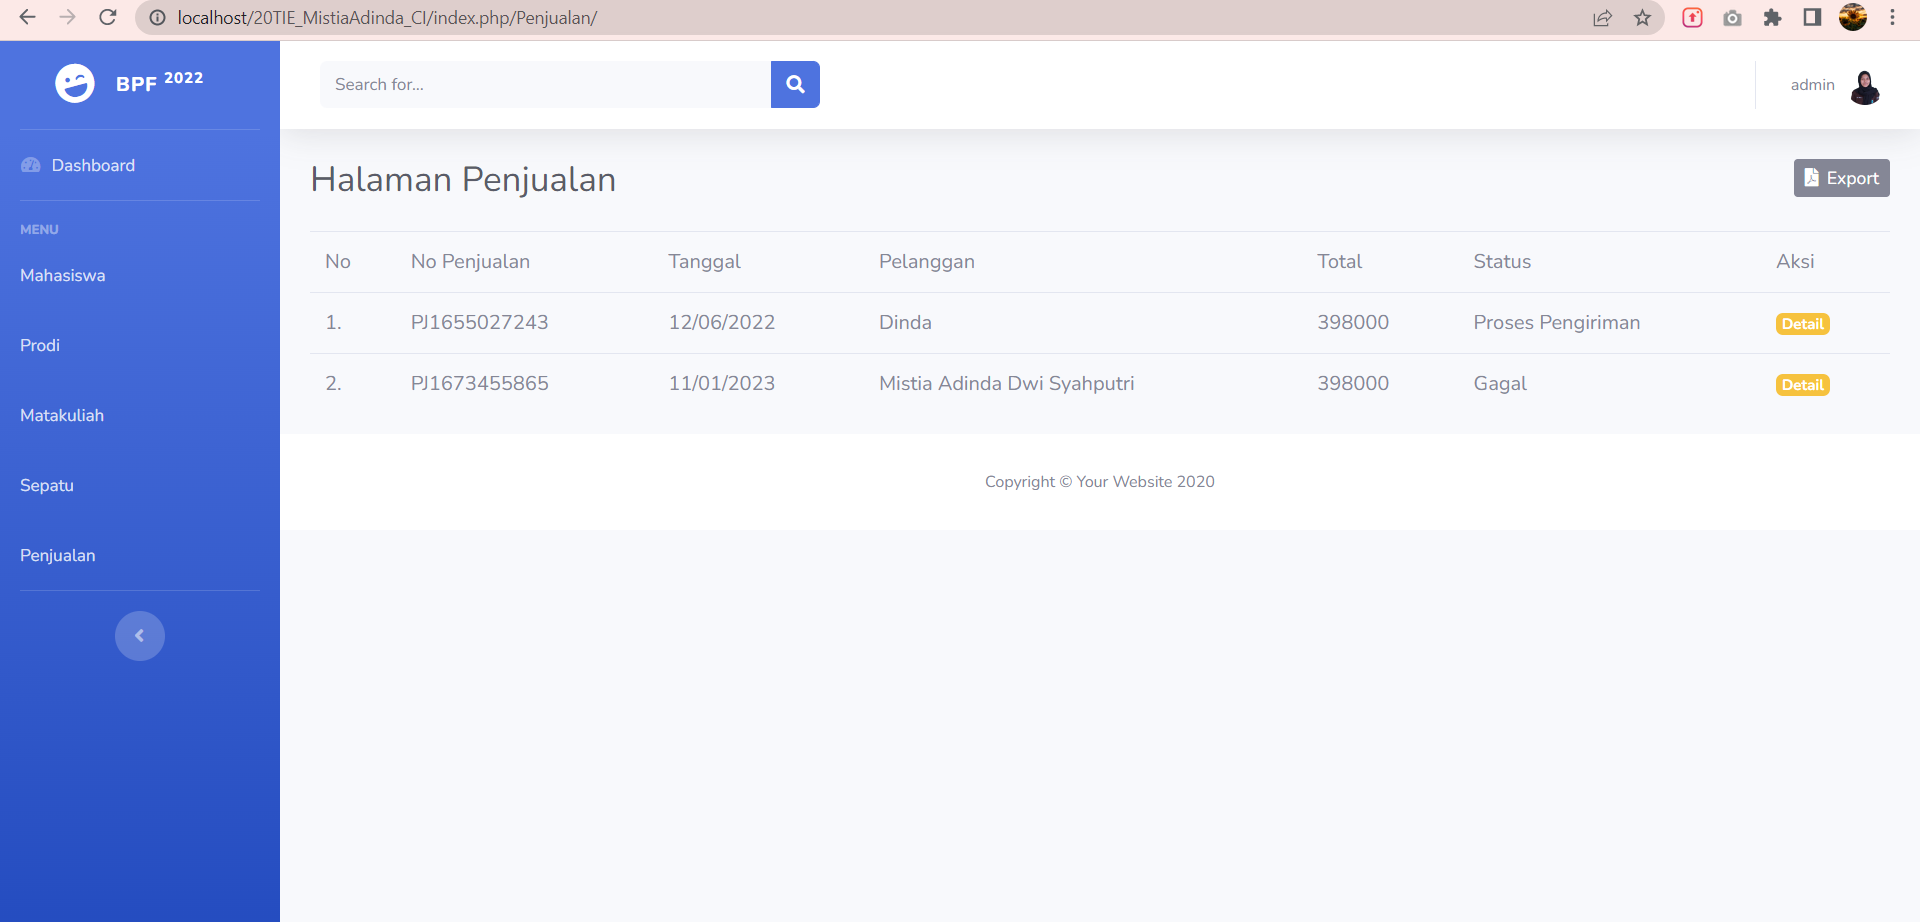 localhost/20TIE_MistiaAdinda_CI/index.php/Penjualan/
BPF 2022
Search for...
admin
Dashboard
MENU
Mahasiswa
Prodi
Matakuliah
Sepatu
Penjualan
Halaman Penjualan
Export
No No Penjualan Tanggal Pelanggan Total Status Aksi
1. PJ1655027243 12/06/2022 Dinda 398000 Proses Pengiriman Detail
2. PJ1673455865 11/01/2023 Mistia Adinda Dwi Syahputri 398000 Gagal Detail
Copyright © Your Website 2020